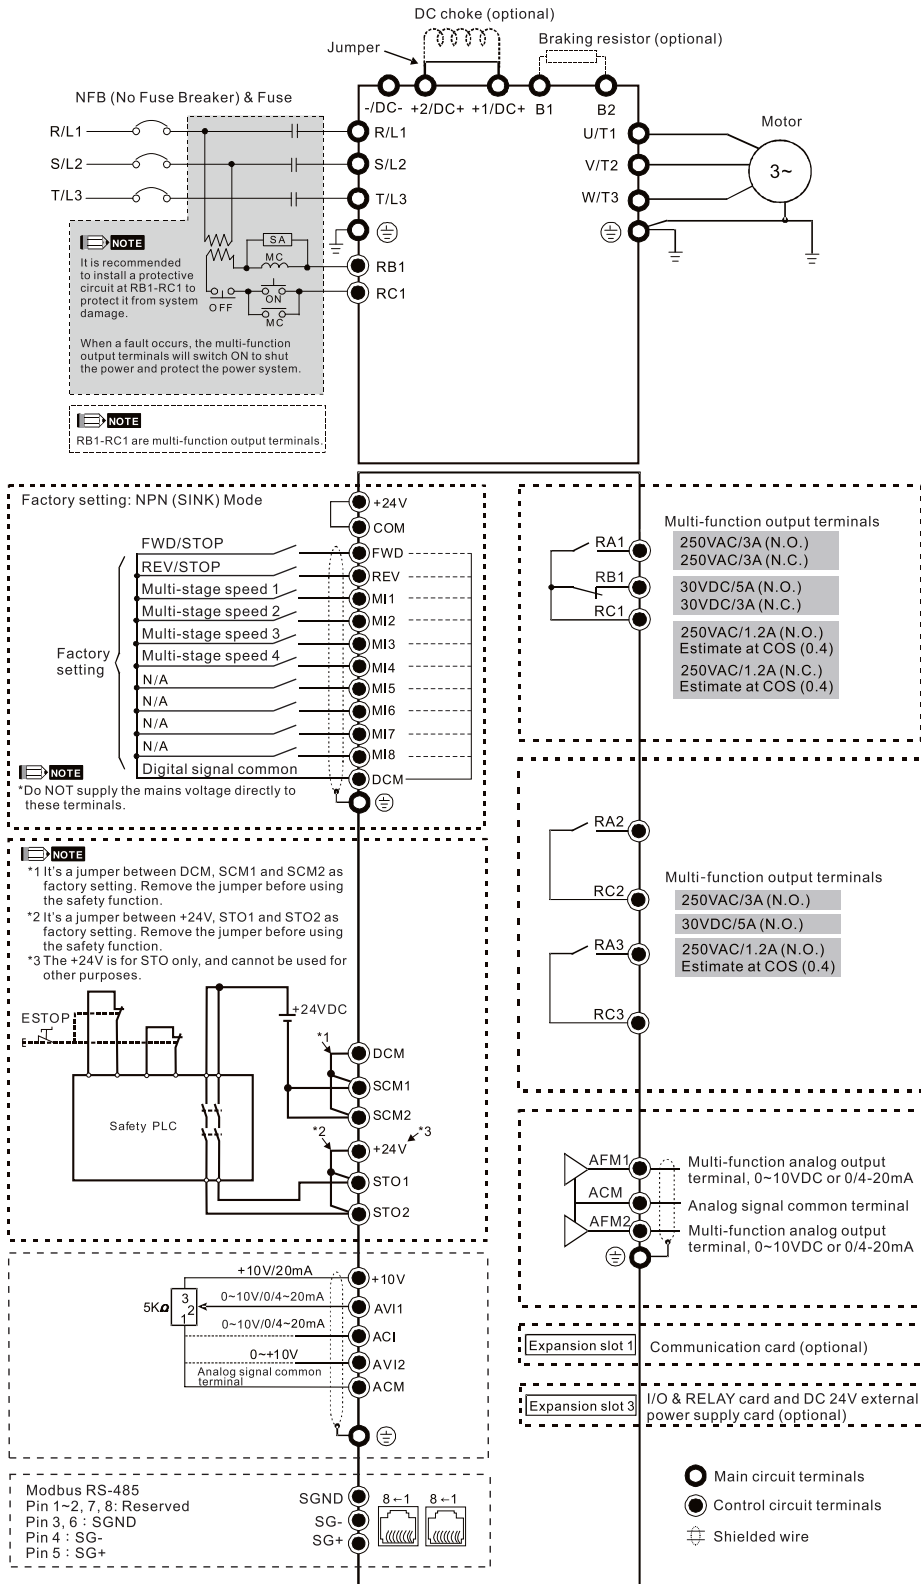 DC choke (optional)
Jumper
Braking resistor (optional)
NFB (No Fuse Breaker) & Fuse
-/DC-
+2/DC+
+1/DC+
B1
B2
R/L1
S/L2
T/L3
R/L1
S/L2
T/L3
U/T1
V/T2
W/T3
Motor
3~
NOTE
It is recommended
to install a protective
circuit at RB1-RC1 to
protect it from system
damage.
When a fault occurs, the multi-function
output terminals will switch ON to shut
the power and protect the power system.
SA
MC
OFF
ON
MC
RB1
RC1
NOTE
RB1-RC1 are multi-function output terminals.
Factory setting: NPN (SINK) Mode
+24V
COM
FWD/STOP
FWD
REV/STOP
REV
Multi-stage speed 1
MI1
Multi-stage speed 2
MI2
Multi-stage speed 3
MI3
Multi-stage speed 4
MI4
Factory
setting
N/A
MI5
N/A
MI6
N/A
MI7
N/A
MI8
Digital signal common
DCM
NOTE
*Do NOT supply the mains voltage directly to
these terminals.
RA1
RB1
RC1
Multi-function output terminals
250VAC/3A (N.O.)
250VAC/3A (N.C.)
30VDC/5A (N.O.)
30VDC/3A (N.C.)
250VAC/1.2A (N.O.)
Estimate at COS (0.4)
250VAC/1.2A (N.C.)
Estimate at COS (0.4)
NOTE
*1 It's a jumper between DCM, SCM1 and SCM2 as
factory setting. Remove the jumper before using
the safety function.
*2 It's a jumper between +24V, STO1 and STO2 as
factory setting. Remove the jumper before using
the safety function.
*3 The +24V is for STO only, and cannot be used for
other purposes.
RA2
RC2
RA3
RC3
Multi-function output terminals
250VAC/3A (N.O.)
30VDC/5A (N.O.)
250VAC/1.2A (N.O.)
Estimate at COS (0.4)
ESTOP
+24VDC
*1
DCM
SCM1
SCM2
Safety PLC
*2
*3
+24V
STO1
STO2
AFM1
ACM
AFM2
Multi-function analog output
terminal, 0~10VDC or 0/4-20mA
Analog signal common terminal
Multi-function analog output
terminal, 0~10VDC or 0/4-20mA
+10V/20mA
+10V
5KΩ
3
2
1
0~10V/0/4~20mA
AVI1
0~10V/0/4~20mA
ACI
0~+10V
AVI2
Analog signal common
terminal
ACM
Expansion slot 1
Communication card (optional)
Expansion slot 3
I/O & RELAY card and DC 24V external
power supply card (optional)
Modbus RS-485
Pin 1~2, 7, 8: Reserved
Pin 3, 6 : SGND
Pin 4 : SG-
Pin 5 : SG+
SGND
SG-
SG+
8←1
8←1
Main circuit terminals
Control circuit terminals
Shielded wire